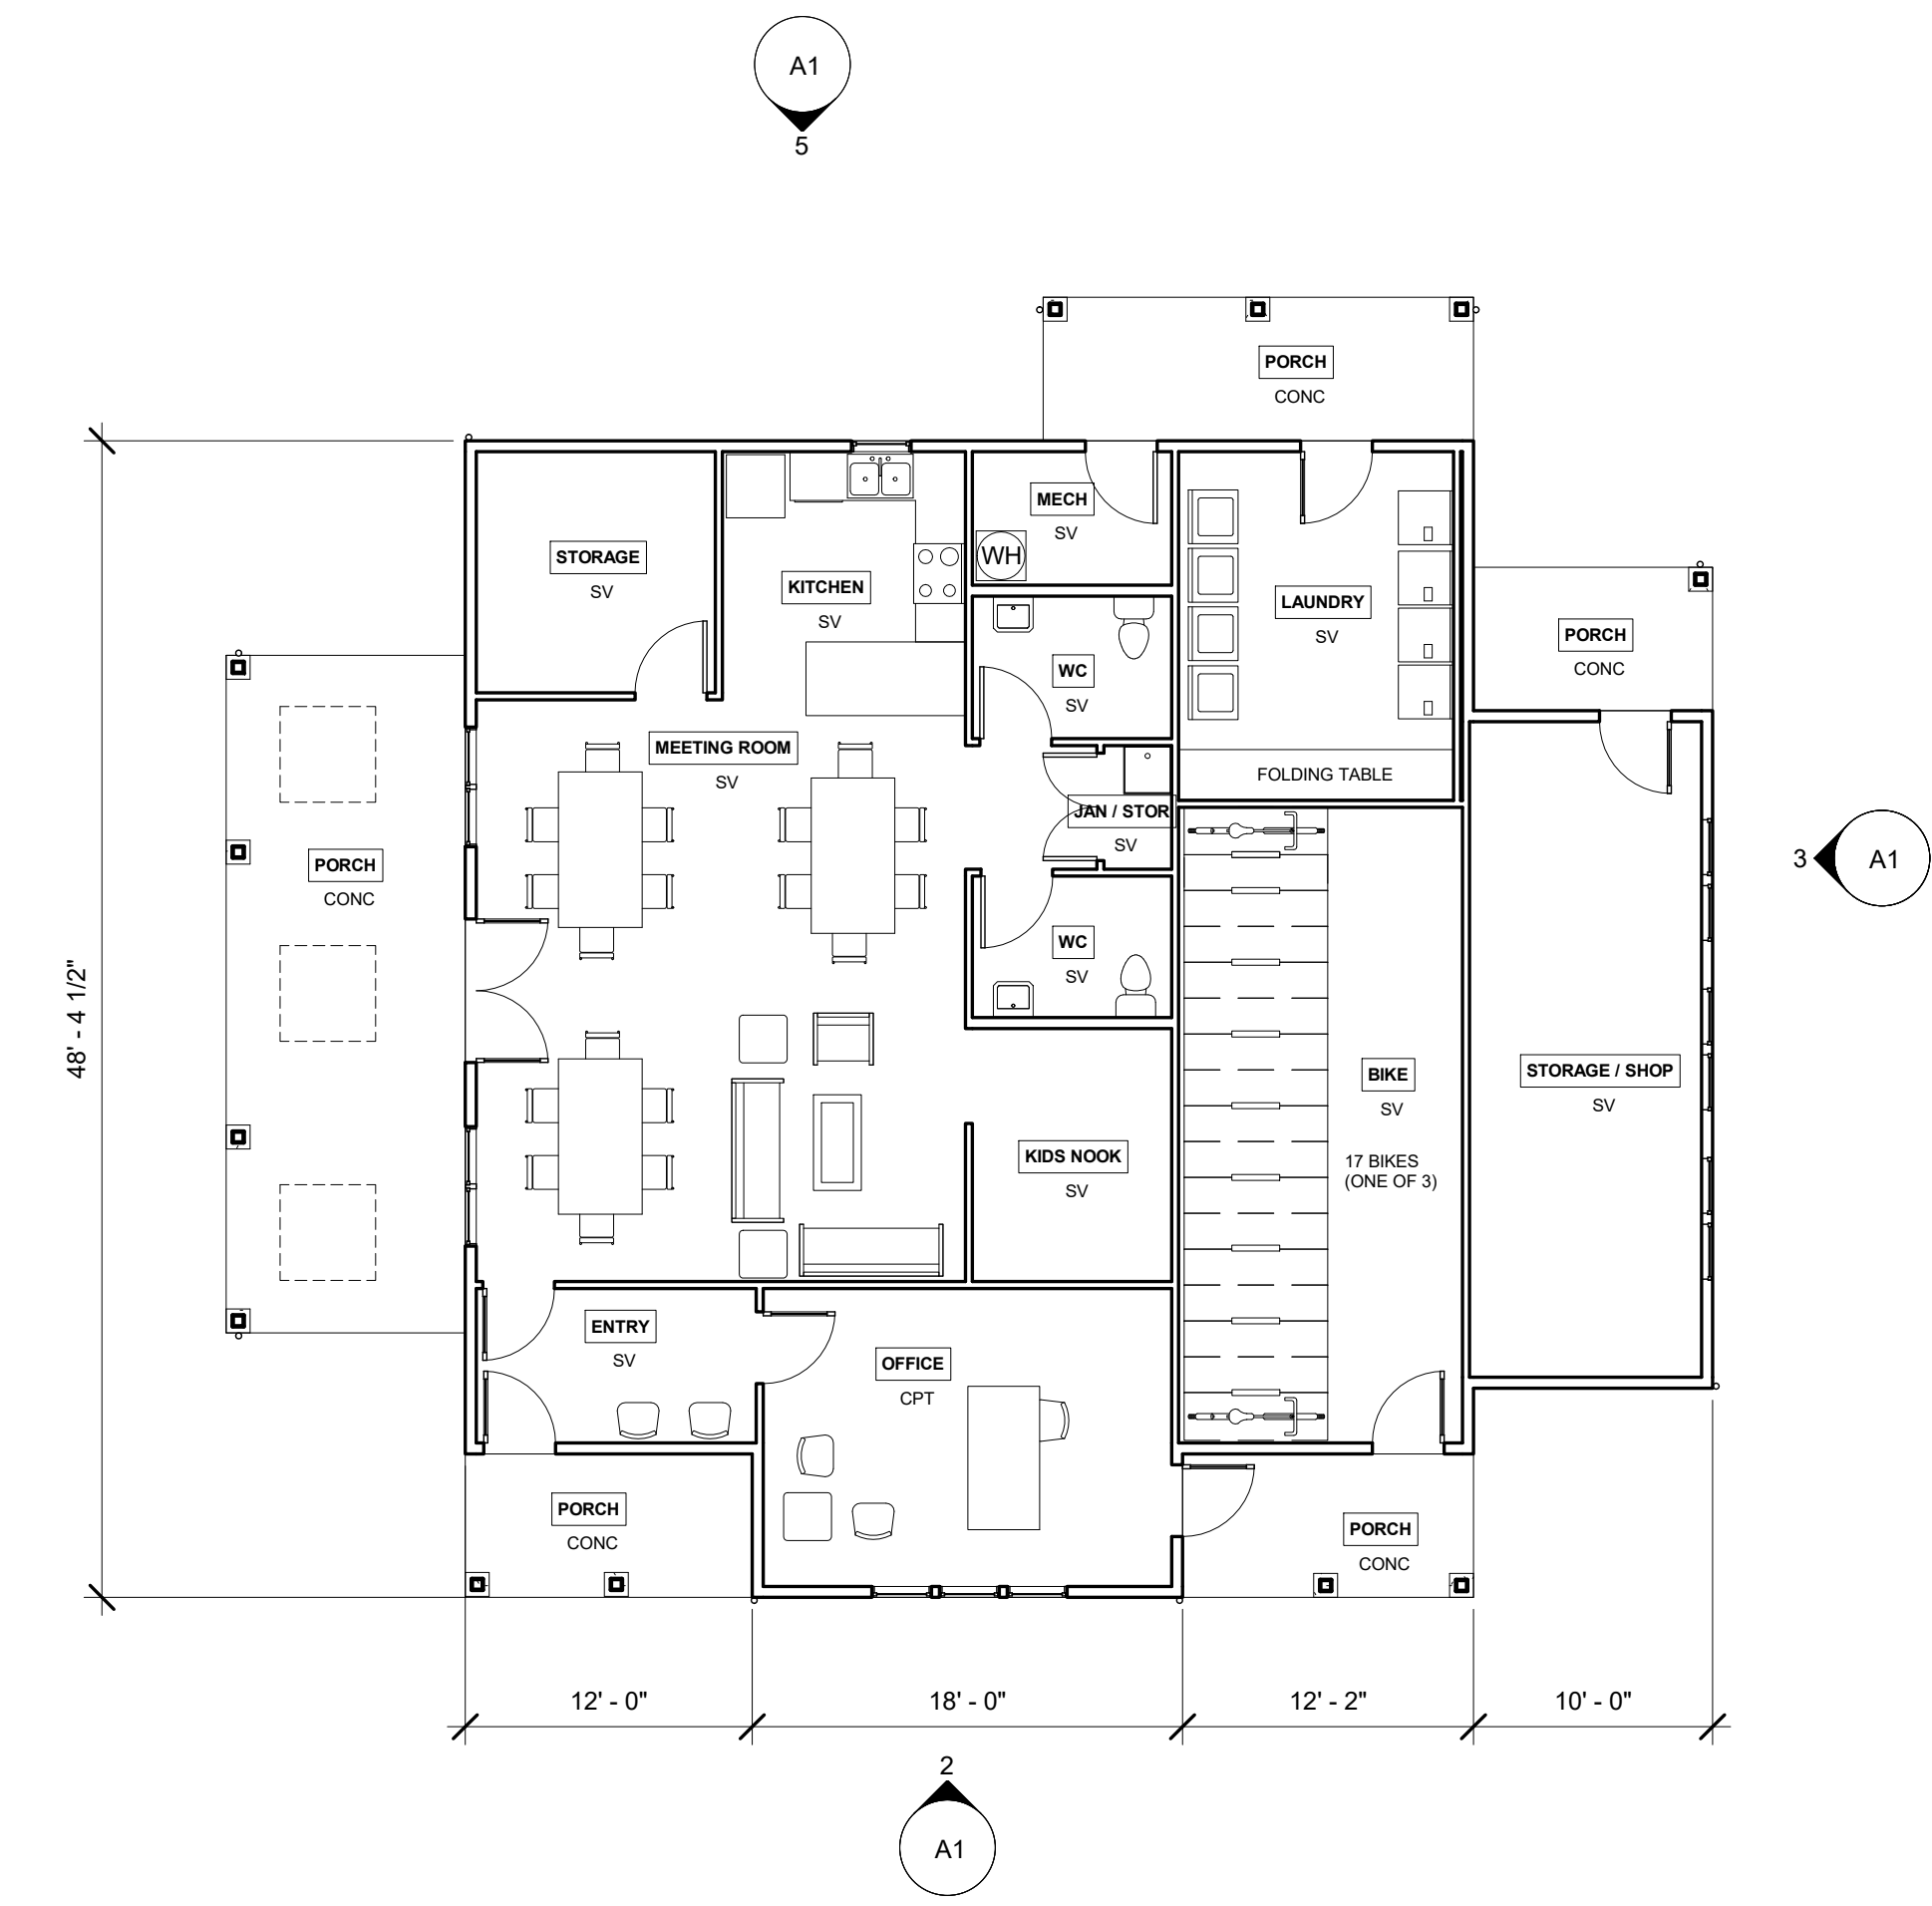 A1
5
PORCH
CONC
MECH
SV
WH
STORAGE
SV
KITCHEN
SV
LAUNDRY
SV
PORCH
CONC
WC
SV
MEETING ROOM
SV
FOLDING TABLE
JAN / STOR
SV
PORCH
CONC
3
A1
WC
SV
48' - 4 1/2"
BIKE
SV
STORAGE / SHOP
SV
KIDS NOOK
SV
17 BIKES
(ONE OF 3)
ENTRY
SV
OFFICE
CPT
PORCH
CONC
PORCH
CONC
12' - 0"
18' - 0"
12' - 2"
10' - 0"
2
A1